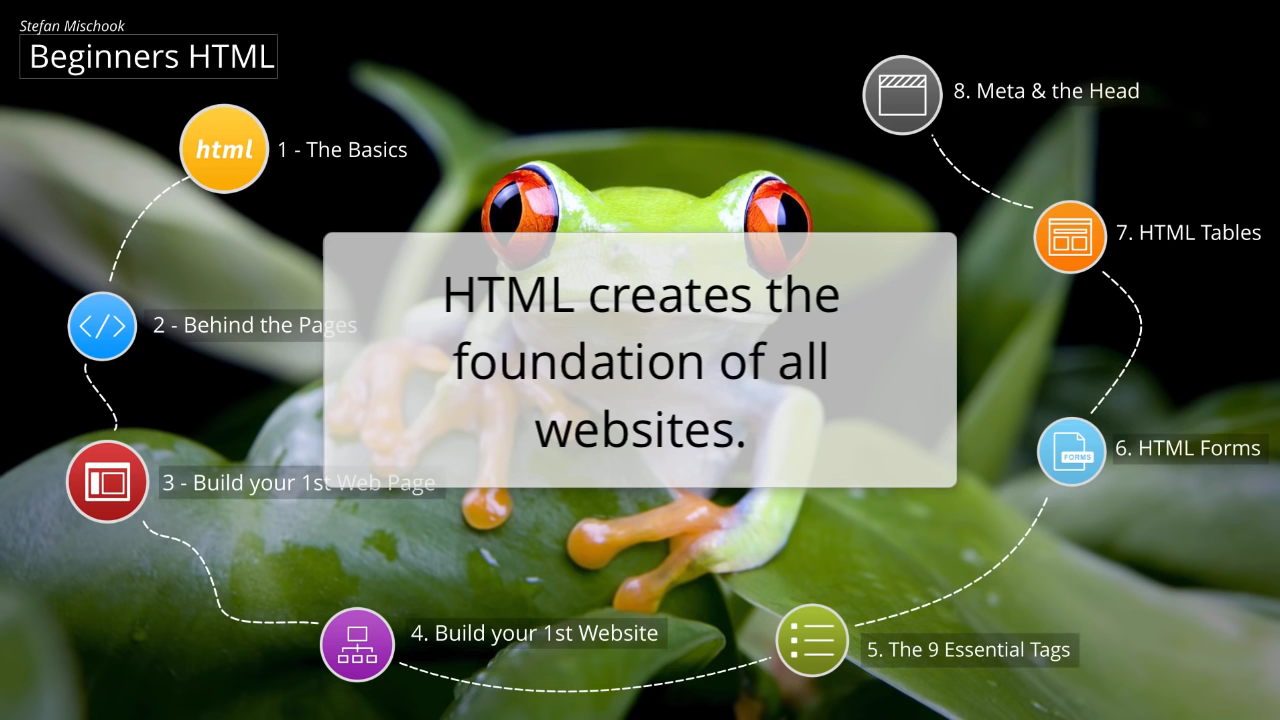 Stefan Mischook
Beginners HTML
html
1 - The Basics
2 - Behind the Pages
3 - Build your 1st Web Page
4. Build your 1st Website
5. The 9 Essential Tags
6. HTML Forms
FORMS
7. HTML Tables
8. Meta & the Head
HTML creates the
foundation of all
websites.